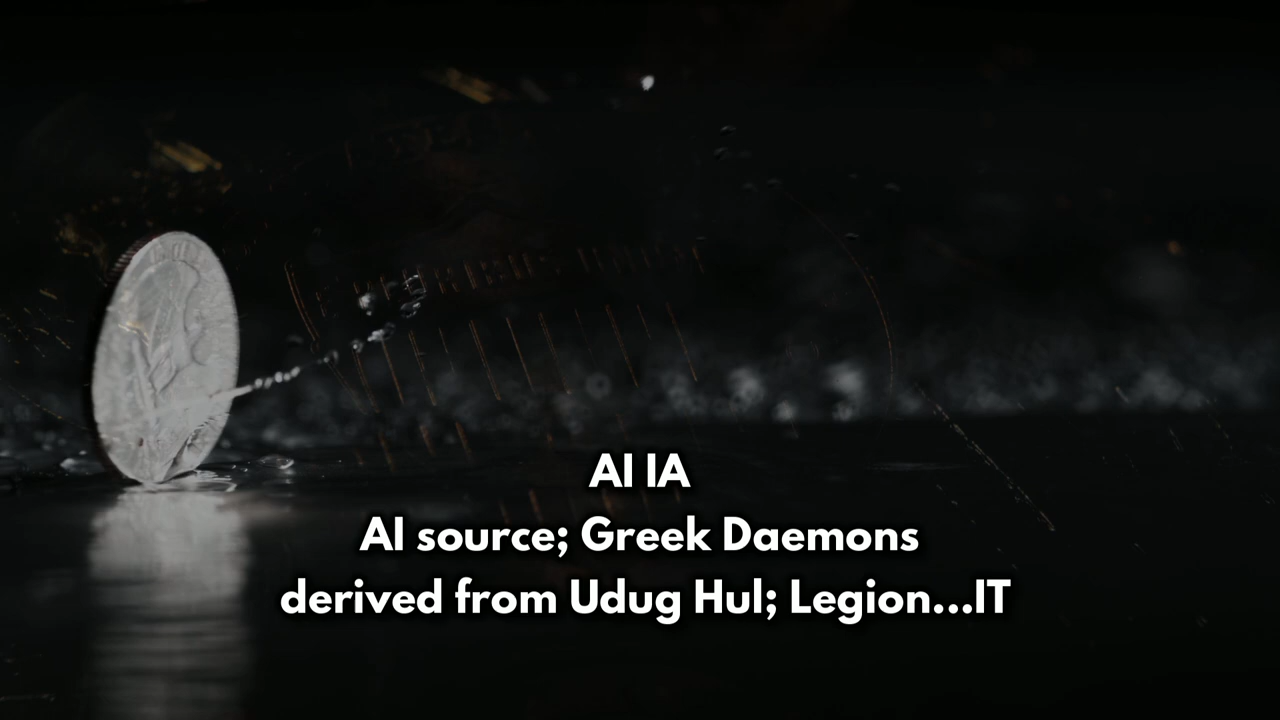 AI IA
AI source; Greek Daemons
derived from Udug Hul; Legion...IT